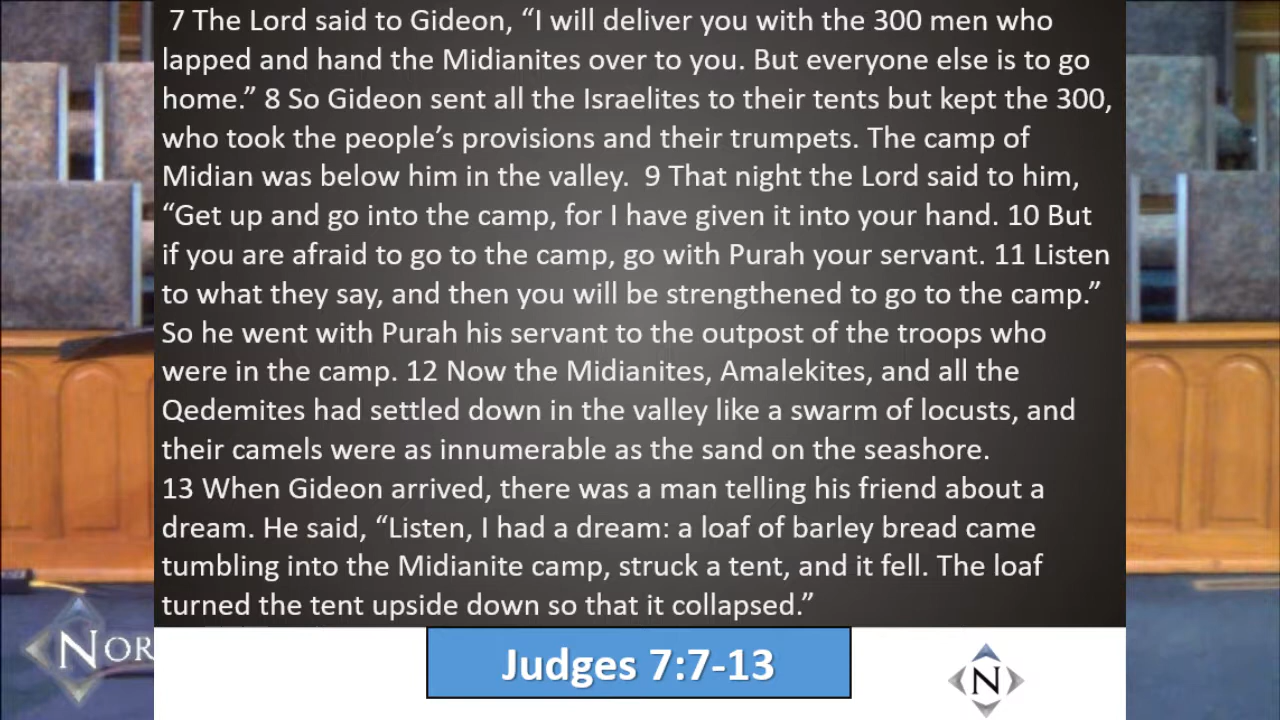 7 The Lord said to Gideon, “I will deliver you with the 300 men who
lapped and hand the Midianites over to you. But everyone else is to go
home.” 8 So Gideon sent all the Israelites to their tents but kept the 300,
who took the people’s provisions and their trumpets. The camp of
Midian was below him in the valley.  9 That night the Lord said to him,
“Get up and go into the camp, for I have given it into your hand. 10 But
if you are afraid to go to the camp, go with Purah your servant. 11 Listen
to what they say, and then you will be strengthened to go to the camp.”
So he went with Purah his servant to the outpost of the troops who
were in the camp. 12 Now the Midianites, Amalekites, and all the
Qedemites had settled down in the valley like a swarm of locusts, and
their camels were as innumerable as the sand on the seashore.
13 When Gideon arrived, there was a man telling his friend about a
dream. He said, “Listen, I had a dream: a loaf of barley bread came
tumbling into the Midianite camp, struck a tent, and it fell. The loaf
turned the tent upside down so that it collapsed.”
Judges 7:7-13
N
NOR